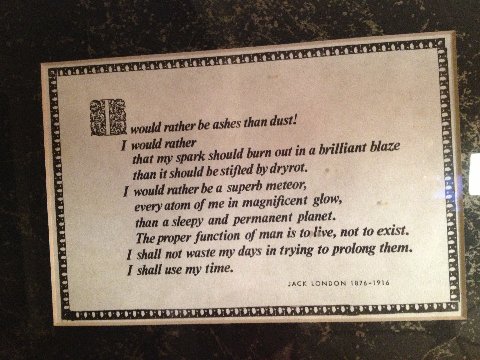 I would rather be ashes than dust!
I would rather
that my spark should burn out in a brilliant blaze
than it should be stifled by dryrot.
I would rather be a superb meteor,
every atom of me in magnificent glow,
than a sleepy and permanent planet.
The proper function of man is to live, not to exist.
I shall not waste my days in trying to prolong them.
I shall use my time.
JACK LONDON 1876-1916